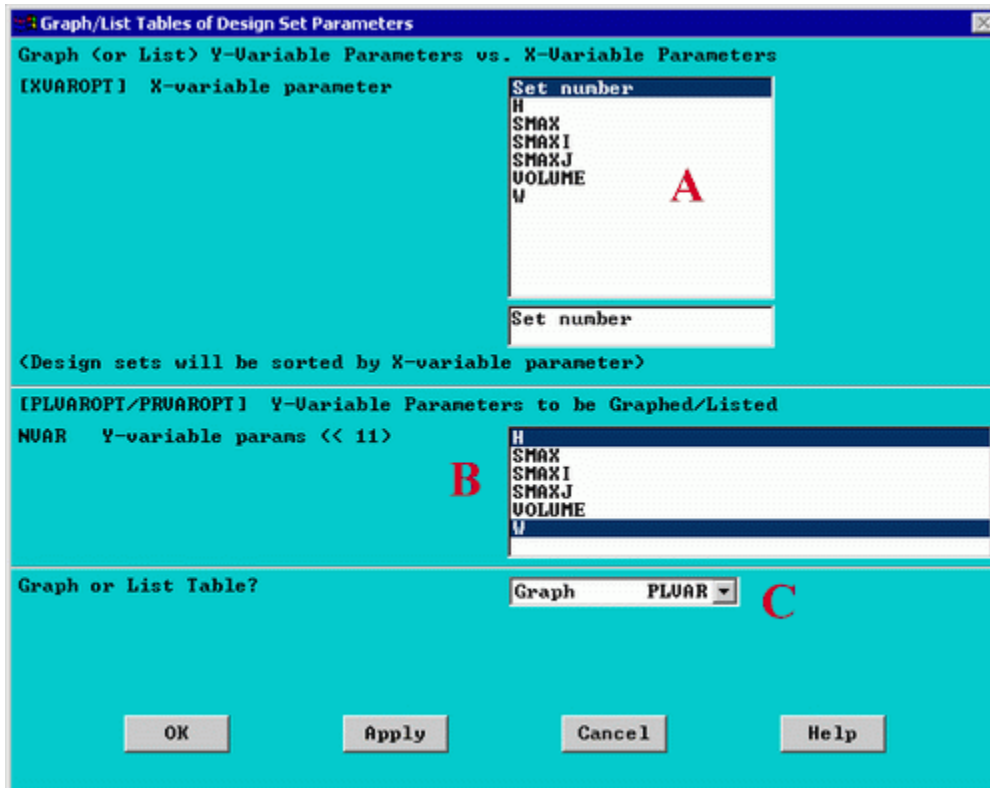 Graph/List Tables of Design Set Parameters
Graph (or List) Y-Variable Parameters vs. X-Variable Parameters
[XVAROPT] X-variable parameter
Set number
H
SMAX
SMAXI
SMAXJ
VOLUME
W
A
Set number
(Design sets will be sorted by X-variable parameter)
[PLVAROPT/PRVAROPT] Y-Variable Parameters to be Graphed/Listed
NVAR Y-variable params (< 11)
H
SMAX
SMAXI
SMAXJ
VOLUME
W
B
Graph or List Table?
Graph PLVAR
C
OK Apply Cancel Help